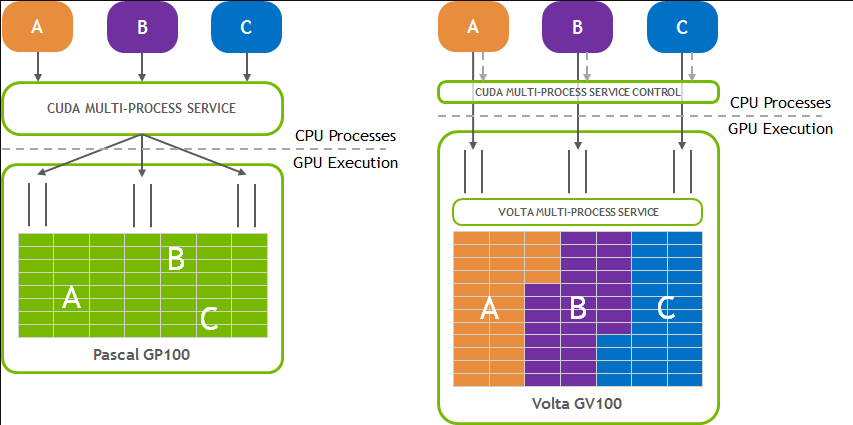 A
B
C
CUDA MULTI-PROCESS SERVICE
CPU Processes
GPU Execution
B
A
C
Pascal GP100
A
B
C
CUDA MULTI-PROCESS SERVICE CONTROL
CPU Processes
GPU Execution
VOLTA MULTI-PROCESS SERVICE
A
B
C
Volta GV100